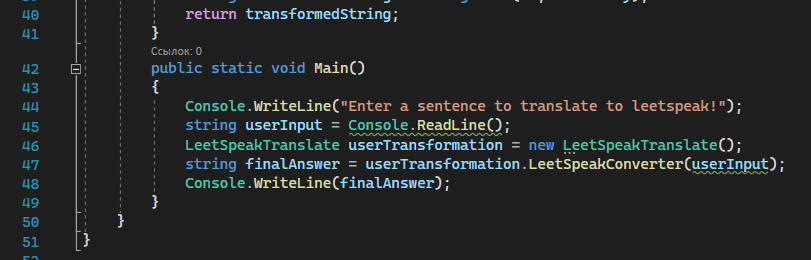 40 return transformedString;
41 }
Ссылок: 0
42 public static void Main()
43 {
44 Console.WriteLine("Enter a sentence to translate to leetspeak!");
45 string userInput = Console.ReadLine();
46 LeetSpeakTranslate userTransformation = new LeetSpeakTranslate();
47 string finalAnswer = userTransformation.LeetSpeakConverter(userInput);
48 Console.WriteLine(finalAnswer);
49 }
50 }
51 }